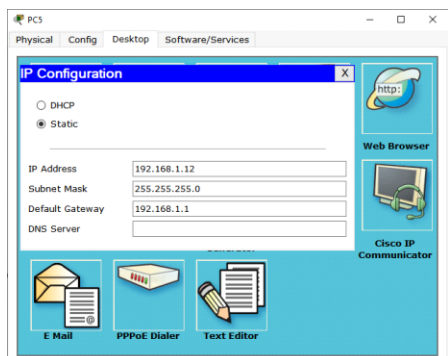 PC5
Physical Config Desktop Software/Services
IP Configuration X
DHCP
Static
http:
Web Browser
IP Address 192.168.1.12
Subnet Mask 255.255.255.0
Default Gateway 192.168.1.1
DNS Server
Cisco IP
Communicator
E Mail PPPoE Dialer Text Editor